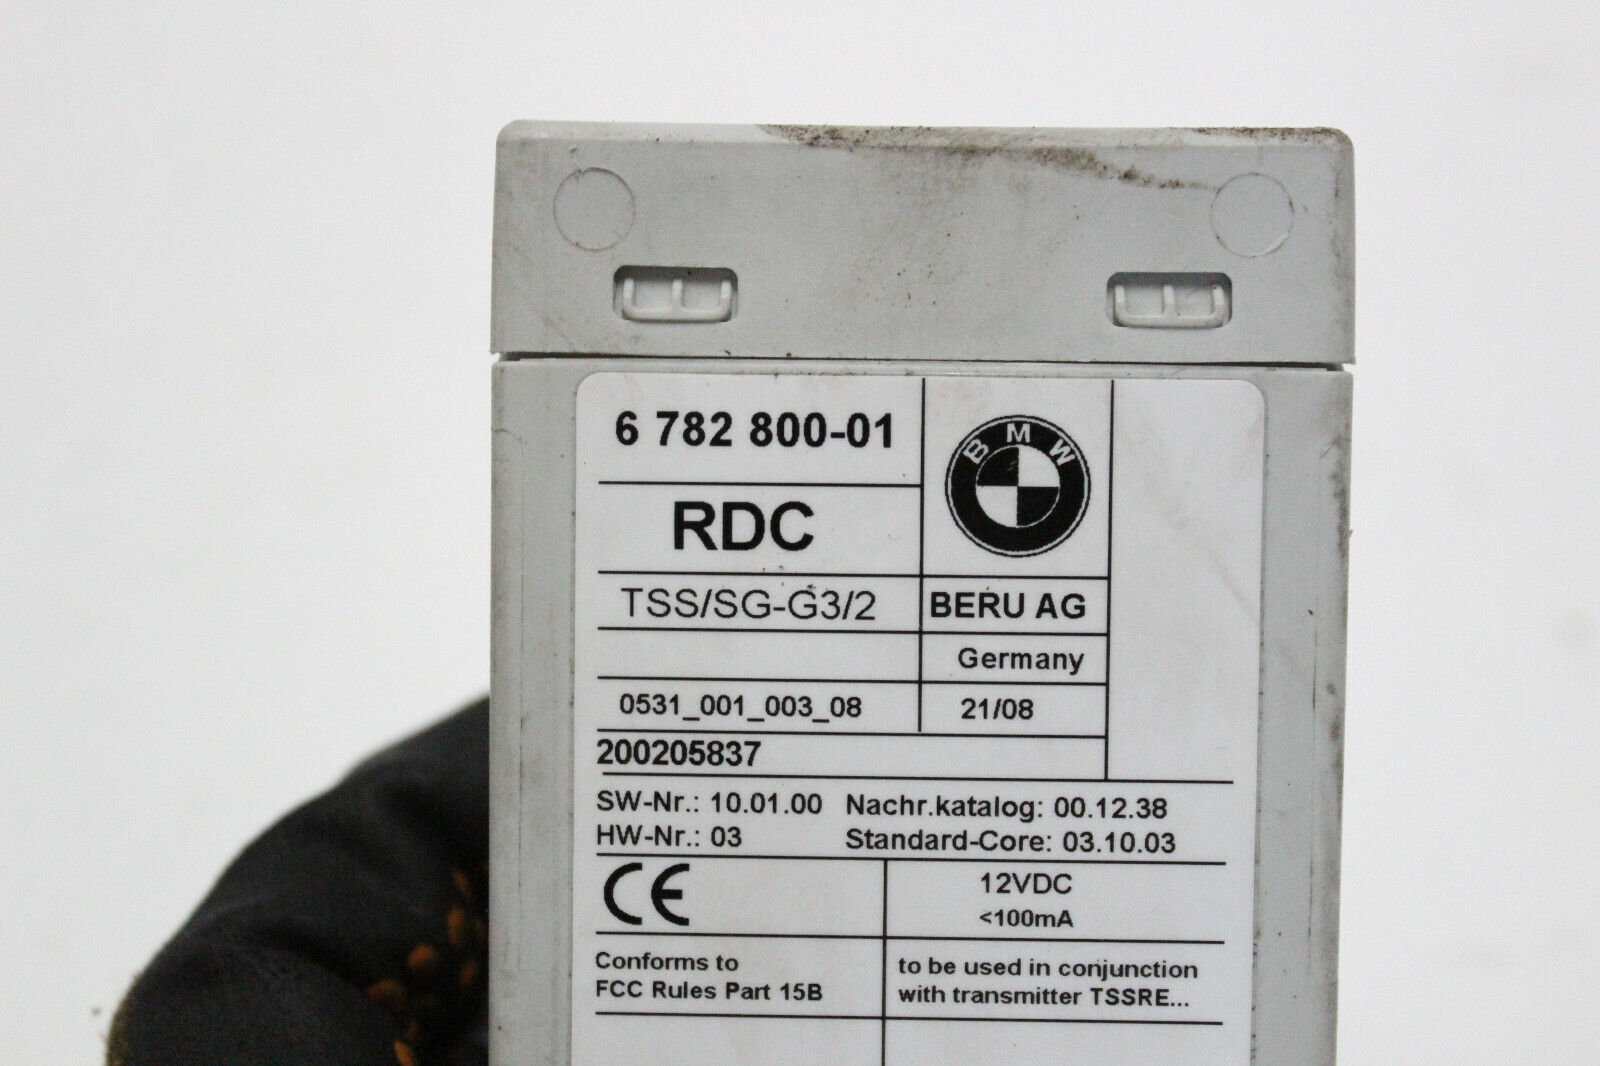 6 782 800-01
BMW
RDC
TSS/SG-G3/2
BERU AG
Germany
0531_001_003_08
21/08
200205837
SW-Nr.: 10.01.00 Nachr.katalog: 00.12.38
HW-Nr.: 03 Standard-Core: 03.10.03
CE
12VDC
<100mA
Conforms to
FCC Rules Part 15B
to be used in conjunction
with transmitter TSSRE...